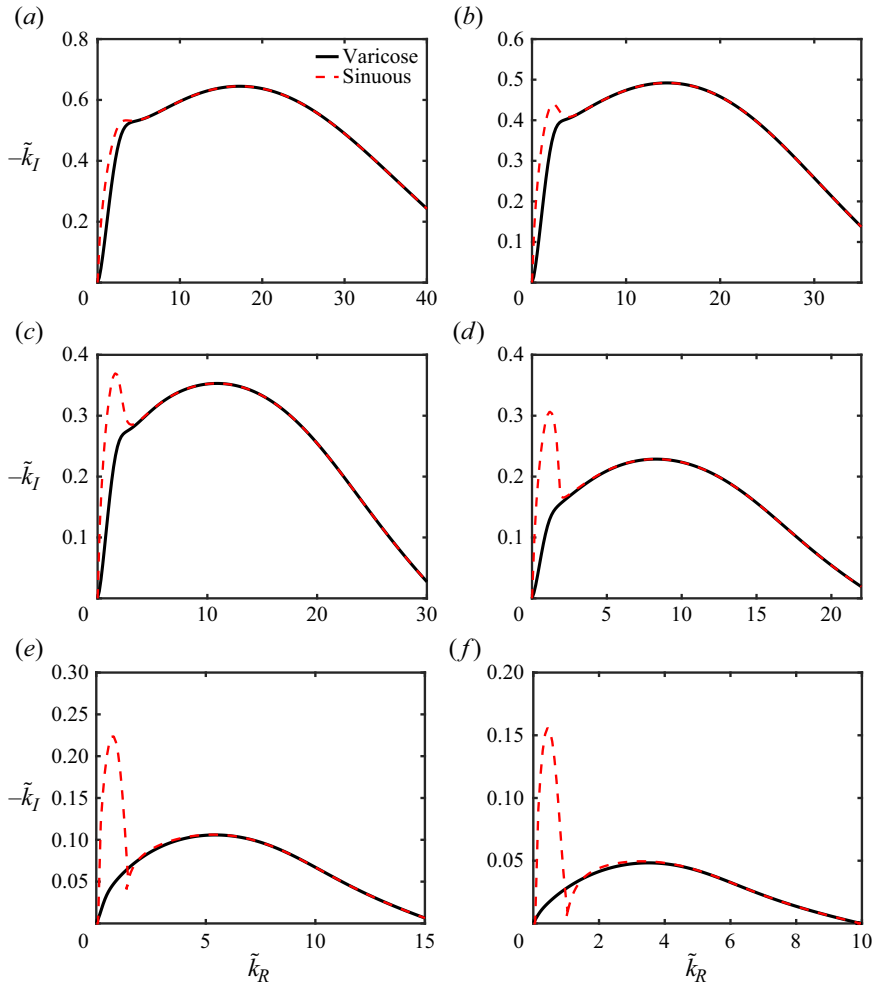 (a) (b)
0.8 0.6
Varicose
Sinuous
0.5
0.6
0.4
–k̃I 0.4 0.3
0.2
0.2
0.1
0 10 20 30 40 0 10 20 30
(c) (d)
0.4 0.4
0.3 0.3
–k̃I 0.2 0.2
0.1 0.1
0 10 20 30 0 5 10 15 20
(e) (f)
0.30 0.20
0.25
0.15
0.20
–k̃I 0.15 0.10
0.10
0.05
0.05
0 5 10 15 0 2 4 6 8 10
k̃R k̃R